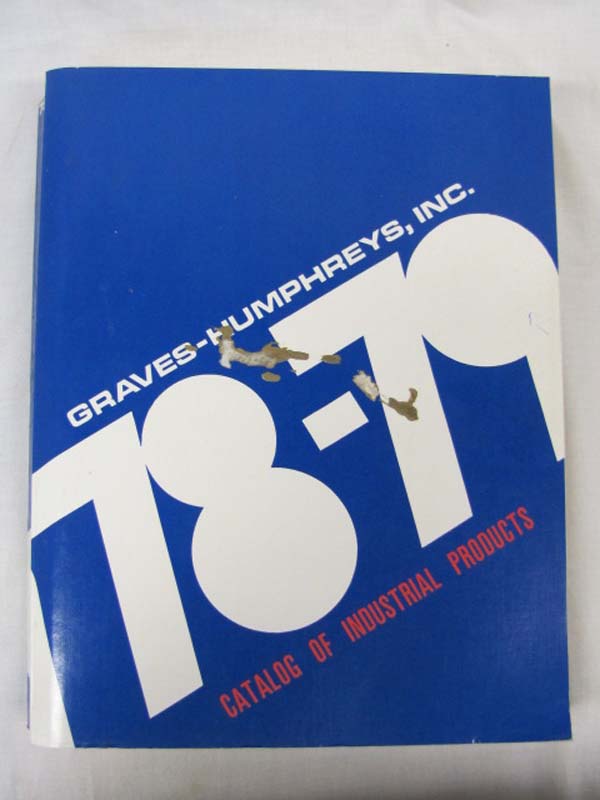 GRAVES-HUMPHREYS, INC.
78-79
CATALOG OF INDUSTRIAL PRODUCTS